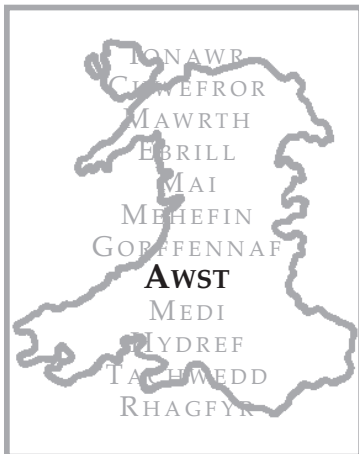 IONAWR
CHWEFROR
MAWRTH
EBRILL
MAI
MEHEFIN
GORFFENNAF
AWST
MEDI
HYDREF
TACHWEDD
RHAGFYR